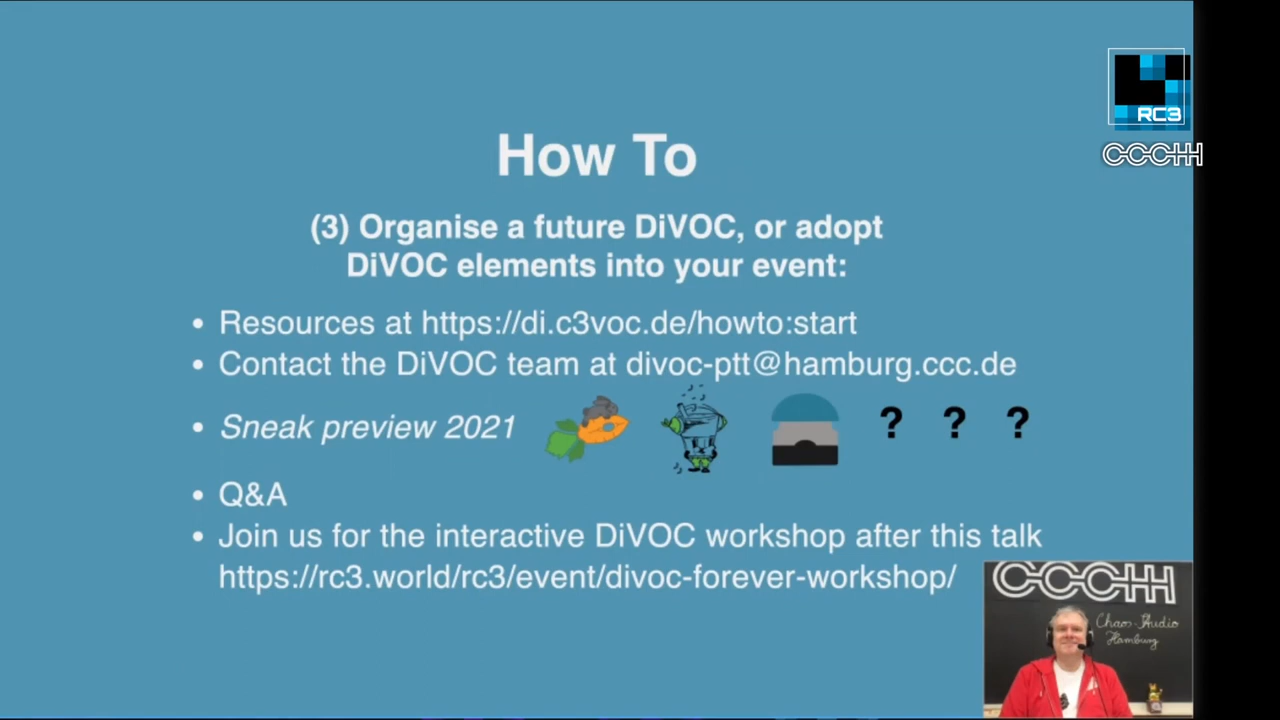 RC3
CCCHH
How To
(3) Organise a future DiVOC, or adopt
DiVOC elements into your event:
• Resources at https://di.c3voc.de/howto:start
• Contact the DiVOC team at divoc-ptt@hamburg.ccc.de
• Sneak preview 2021 ? ? ?
• Q&A
• Join us for the interactive DiVOC workshop after this talk
https://rc3.world/rc3/event/divoc-forever-workshop/
CCCHH
Chaos-Audio
Hamburg